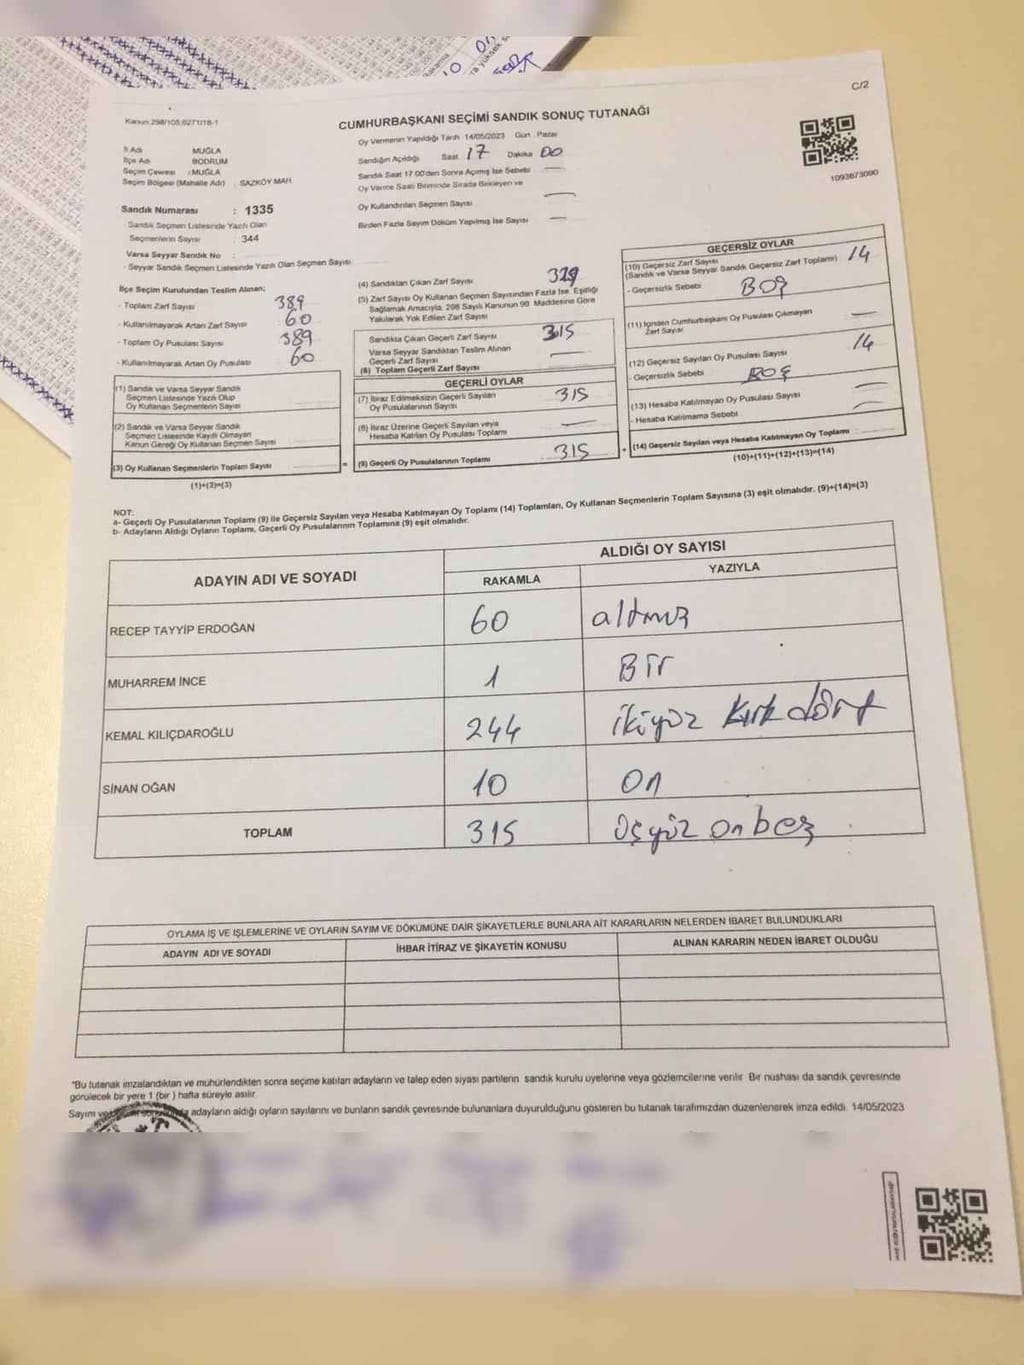 C/2
Kanun:298/105;6271/18-1
CUMHURBAŞKANI SEÇİMİ SANDIK SONUÇ TUTANAĞI
Oy Vermenin Yapıldığı Tarih 14/05/2023 Gün : Pazar
İl Adı MUĞLA
İlçe Adı BODRUM
Seçim Çevresi : MUĞLA
Seçim Bölgesi (Mahalle Adı) : SAZKÖY MAH.
Sandığın Açıldığı Saat 17 Dakika 00
Sandık Saat 17.00'den Sonra Açılmış İse Sebebi
Oy Verme Saati Bitiminde Sırada Bekleyen ve
Oy Kullandırılan Seçmen Sayısı
Birden Fazla Sayım Döküm Yapılmış İse Sayısı
1093873090
Sandık Numarası : 1335
Sandık Seçmen Listesinde Yazılı Olan
Seçmenlerin Sayısı : 344
Varsa Seyyar Sandık No :
- Seyyar Sandık Seçmen Listesinde Yazılı Olan Seçmen Sayısı
İlçe Seçim Kurulundan Teslim Alınan;
- Toplam Zarf Sayısı 389
- Kullanılmayarak Artan Zarf Sayısı 60
- Toplam Oy Pusulası Sayısı 389
- Kullanılmayarak Artan Oy Pusulası 60
(1) Sandık ve Varsa Seyyar Sandık
Seçmen Listesinde Yazılı Olup
Oy Kullanan Seçmenlerin Sayısı
(2) Sandık ve Varsa Seyyar Sandık
Seçmen Listesinde Kayıtlı Olmayan
Kanun Gereği Oy Kullanan Seçmen Sayısı
(3) Oy Kullanan Seçmenlerin Toplam Sayısı
(1)+(2)=(3)
(4) Sandıktan Çıkan Zarf Sayısı 329
(5) Zarf Sayısı Oy Kullanan Seçmen Sayısından Fazla İse, Eşitliği
Sağlamak Amacıyla; 298 Sayılı Kanunun 98. Maddesine Göre
Yakılarak Yok Edilen Zarf Sayısı
Sandıkta Çıkan Geçerli Zarf Sayısı 315
Varsa Seyyar Sandıktan Teslim Alınan
Geçerli Zarf Sayısı
(6) Toplam Geçerli Zarf Sayısı
GEÇERLİ OYLAR
(7) İtiraz Edilmeksizin Geçerli Sayılan
Oy Pusulalarının Sayısı 315
(8) İtiraz Üzerine Geçerli Sayılan veya
Hesaba Katılan Oy Pusulası Toplamı
(9) Geçerli Oy Pusulalarının Toplamı 315
GEÇERSİZ OYLAR
(10) Geçersiz Zarf Sayısı
(Sandık ve Varsa Seyyar Sandık Geçersiz Zarf Toplamı) 14
- Geçersizlik Sebebi BOŞ
(11) İçinden Cumhurbaşkanı Oy Pusulası Çıkmayan
Zarf Sayısı
(12) Geçersiz Sayılan Oy Pusulası Sayısı 14
- Geçersizlik Sebebi BOŞ
(13) Hesaba Katılmayan Oy Pusulası Sayısı
- Hesaba Katılmama Sebebi
(14) Geçersiz Sayılan veya Hesaba Katılmayan Oy Toplamı
(10)+(11)+(12)+(13)=(14)
NOT:
a- Geçerli Oy Pusulalarının Toplamı (9) ile Geçersiz Sayılan veya Hesaba Katılmayan Oy Toplamı (14) Toplamları, Oy Kullanan Seçmenlerin Toplam Sayısına (3) eşit olmalıdır. (9)+(14)=(3)
b- Adayların Aldığı Oyların Toplamı, Geçerli Oy Pusulalarının Toplamına (9) eşit olmalıdır.
ADAYIN ADI VE SOYADI ALDIĞI OY SAYISI
RAKAMLA YAZIYLA
RECEP TAYYİP ERDOĞAN 60 altmış
MUHARREM İNCE 1 Bir
KEMAL KILIÇDAROĞLU 244 ikiyüz kırk dört
SİNAN OĞAN 10 On
TOPLAM 315 üçyüz onbeş
OYLAMA İŞ VE İŞLEMLERİNE VE OYLARIN SAYIM VE DÖKÜMÜNE DAİR ŞİKAYETLERLE BUNLARA AİT KARARLARIN NELERDEN İBARET BULUNDUKLARI
ADAYIN ADI VE SOYADI İHBAR İTİRAZ VE ŞİKAYETİN KONUSU ALINAN KARARIN NEDEN İBARET OLDUĞU
*Bu tutanak imzalandıktan ve mühürlendikten sonra seçime katılan adayların ve talep eden siyasi partilerin sandık kurulu üyelerine veya gözlemcilerine verilir. Bir nüshası da sandık çevresinde
görülecek bir yere 1 (bir) hafta süreyle asılır.
Sayım ve adayların aldığı oyların sayılarını ve bunların sandık çevresinde bulunanlara duyurulduğunu gösteren bu tutanak tarafımızdan düzenlenerek imza edildi. 14/05/2023